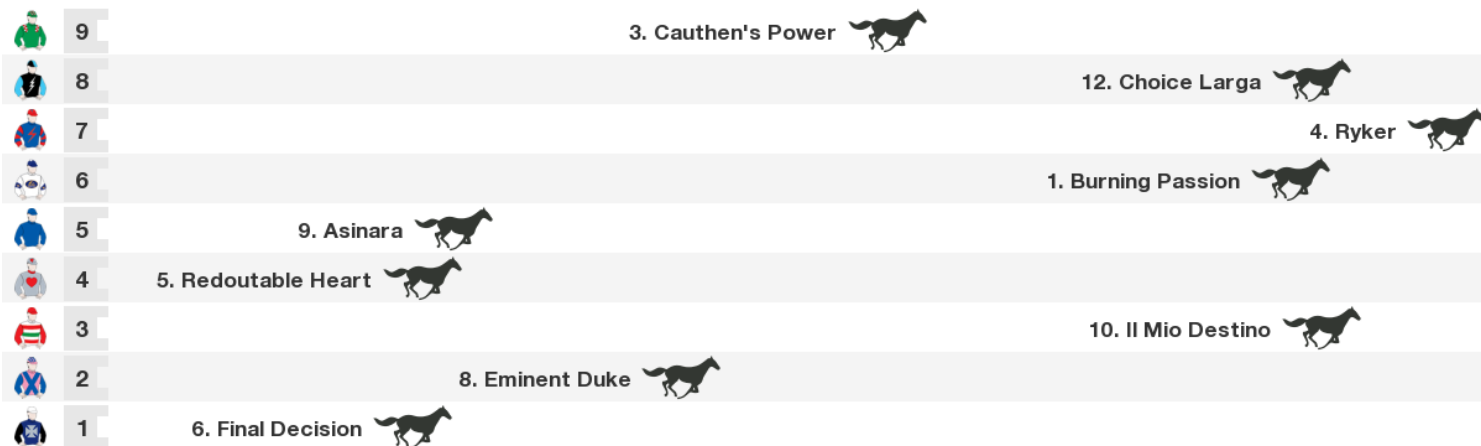 9 3. Cauthen's Power
8 12. Choice Larga
7 4. Ryker
6 1. Burning Passion
5 9. Asinara
4 5. Redoutable Heart
3 10. Il Mio Destino
2 8. Eminent Duke
1 6. Final Decision